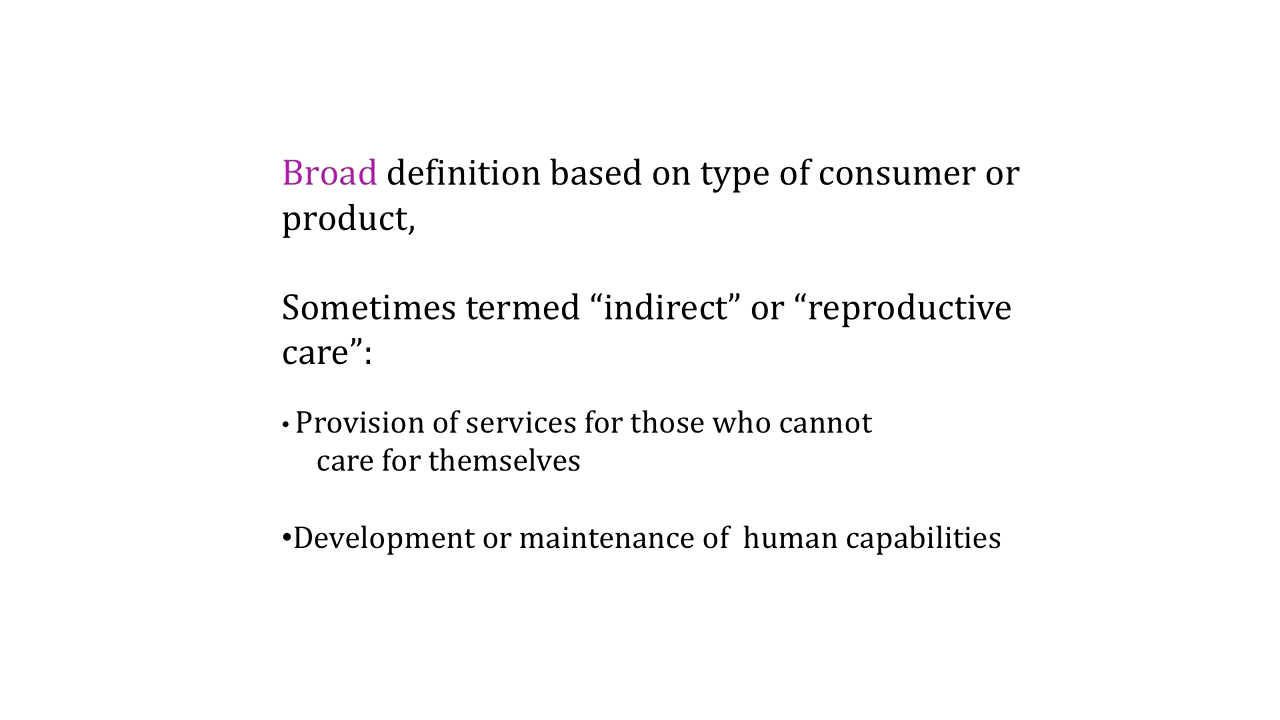 Broad definition based on type of consumer or
product,
Sometimes termed “indirect” or “reproductive
care”:
• Provision of services for those who cannot
care for themselves
•Development or maintenance of  human capabilities